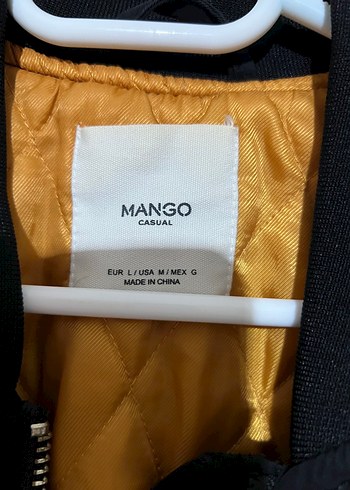 MANGO
CASUAL
EUR L / USA M / MEX G
MADE IN CHINA